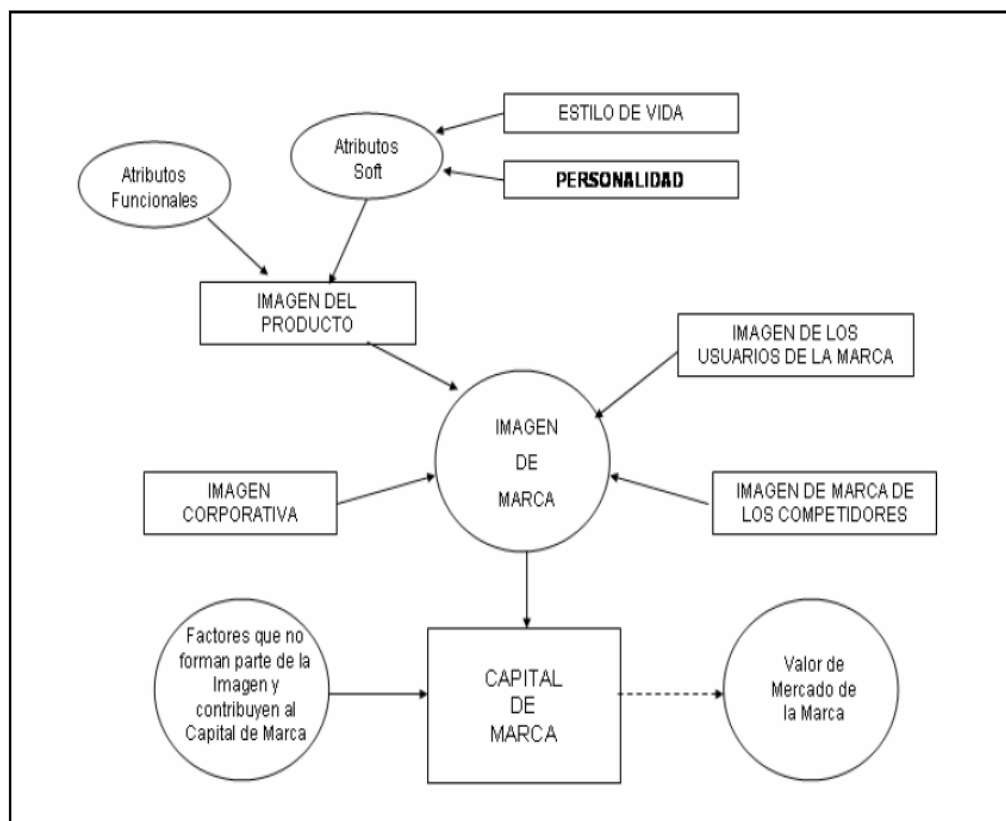 ESTILO DE VIDA
Atributos
Soft
PERSONALIDAD
Atributos
Funcionales
IMAGEN DEL
PRODUCTO
IMAGEN DE LOS
USUARIOS DE LA MARCA
IMAGEN
DE
MARCA
IMAGEN
CORPORATIVA
IMAGEN DE MARCA DE
LOS COMPETIDORES
Factores que no
forman parte de la
Imagen y
contribuyen al
Capital de Marca
CAPITAL
DE
MARCA
Valor de
Mercado de
la Marca